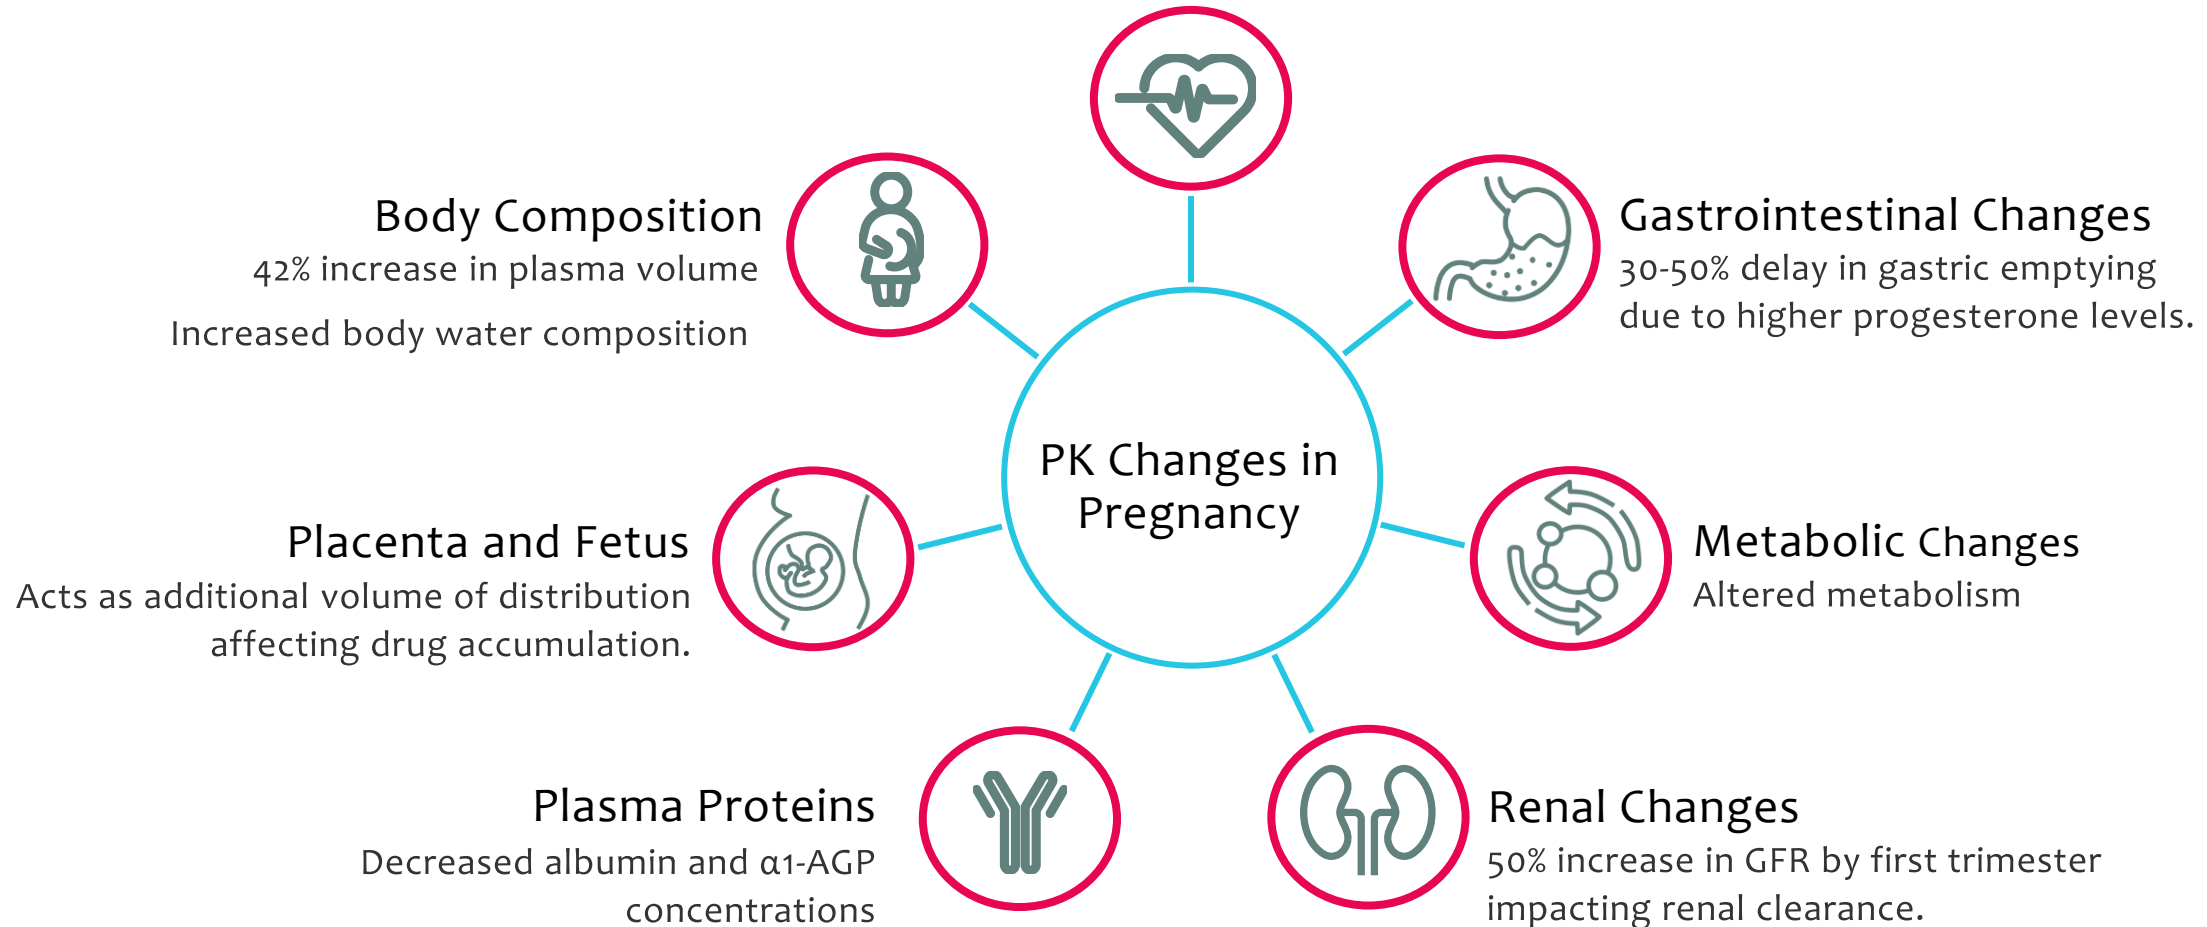 Body Composition
42% increase in plasma volume
Increased body water composition
Gastrointestinal Changes
30-50% delay in gastric emptying
due to higher progesterone levels.
PK Changes in
Pregnancy
Placenta and Fetus
Acts as additional volume of distribution
affecting drug accumulation.
Metabolic Changes
Altered metabolism
Plasma Proteins
Decreased albumin and α1-AGP
concentrations
Renal Changes
50% increase in GFR by first trimester
impacting renal clearance.